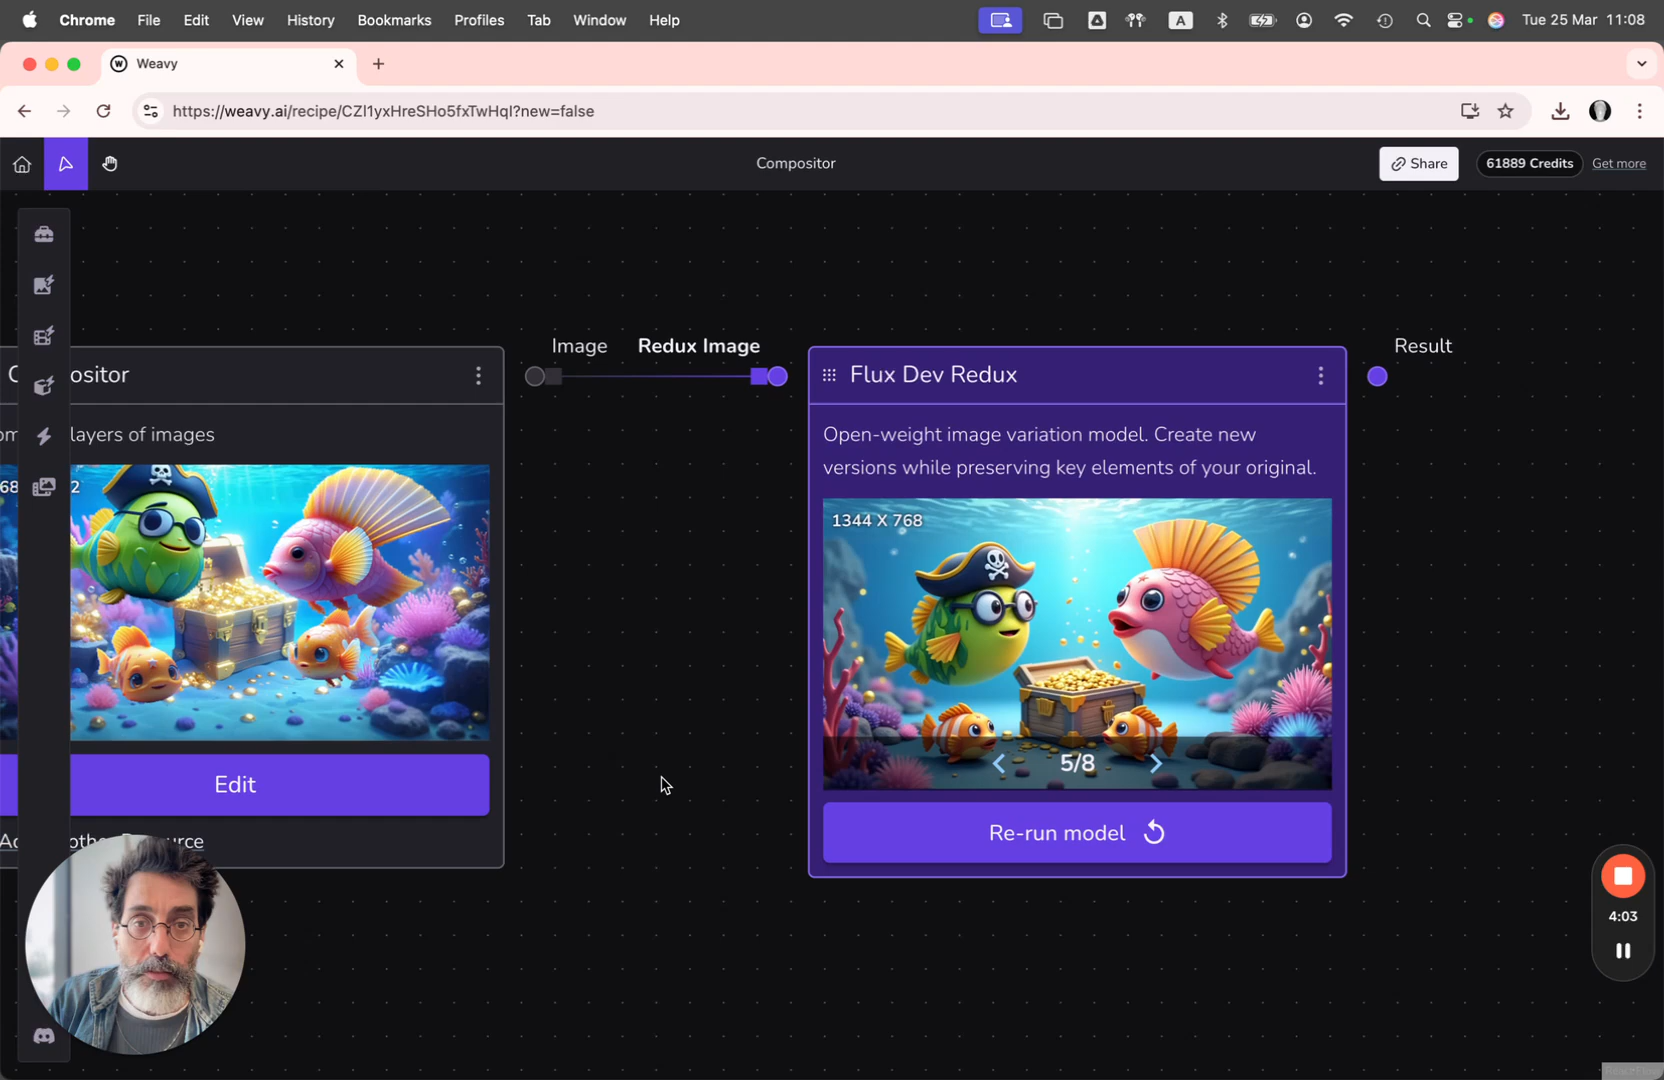 Chrome File Edit View History Bookmarks Profiles Tab Window Help
A
Tue 25 Mar 11:08
W Weavy
https://weavy.ai/recipe/CZI1yxHreSHo5fxTwHqI?new=false
Compositor
Share
61889 Credits
Get more
Image Redux Image
Result
C ositor
layers of images
68 2
Edit
Flux Dev Redux
Open-weight image variation model. Create new
versions while preserving key elements of your original.
1344 X 768
5/8
Re-run model
4:03